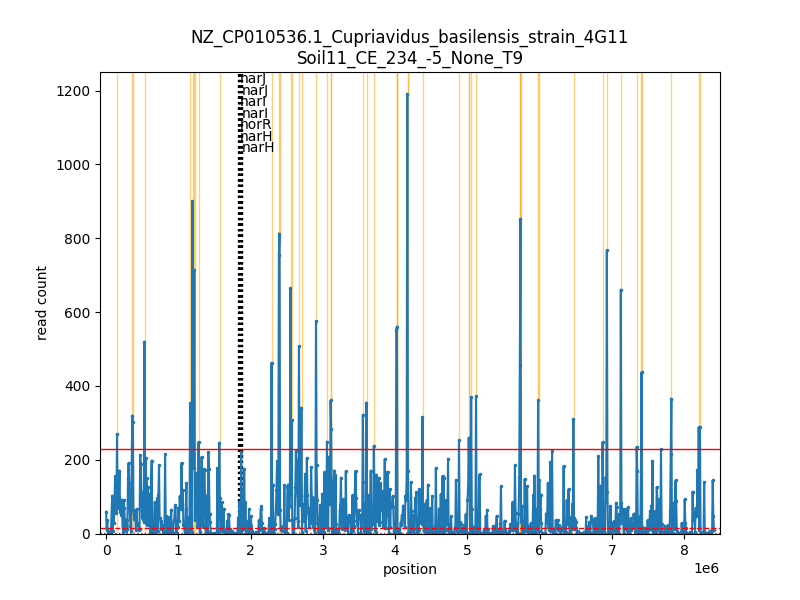 NZ_CP010536.1_Cupriavidus_basilensis_strain_4G11
Soil11_CE_234_-5_None_T9
narJ
narJ
narI
narI
norR
narH
narH
1200
1000
800
600
400
200
0
read count
0 1 2 3 4 5 6 7 8
1e6
position